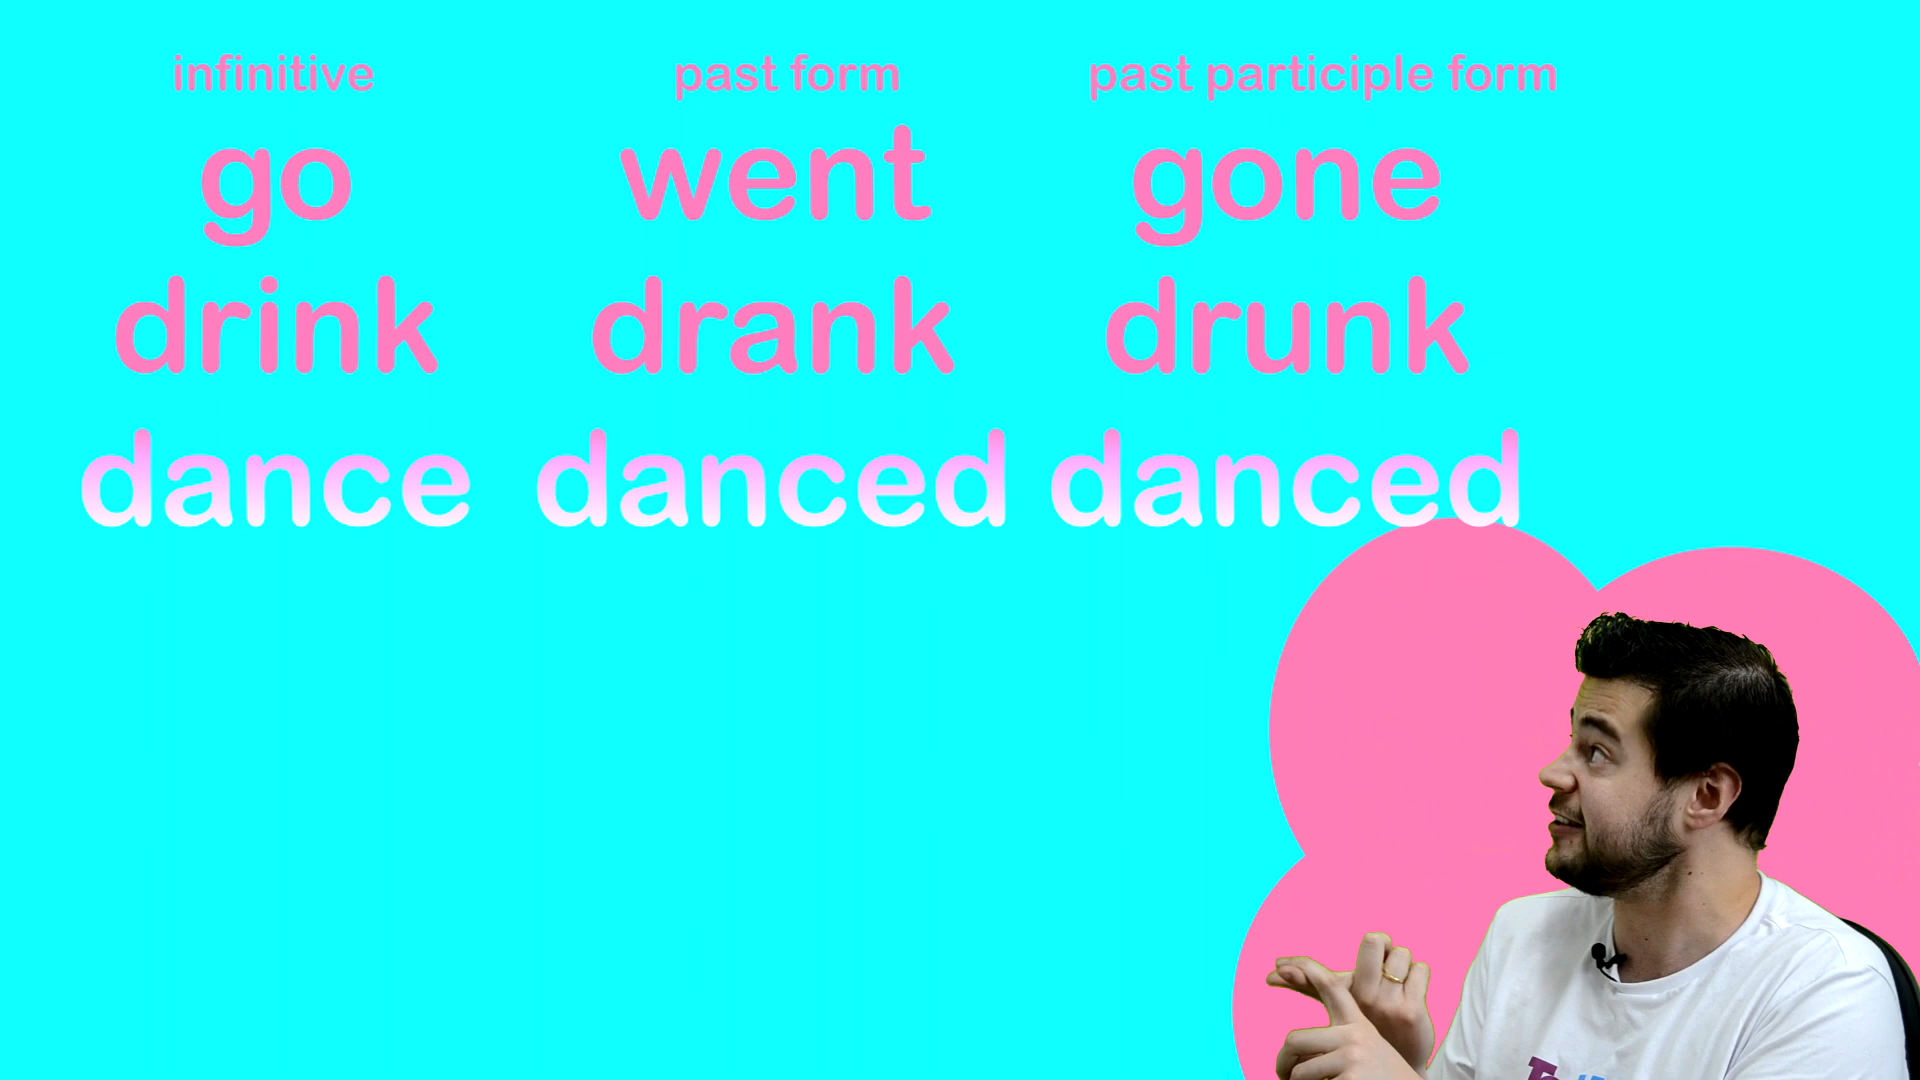 infinitive past form past participle form
go went gone
drink drank drunk
dance danced danced